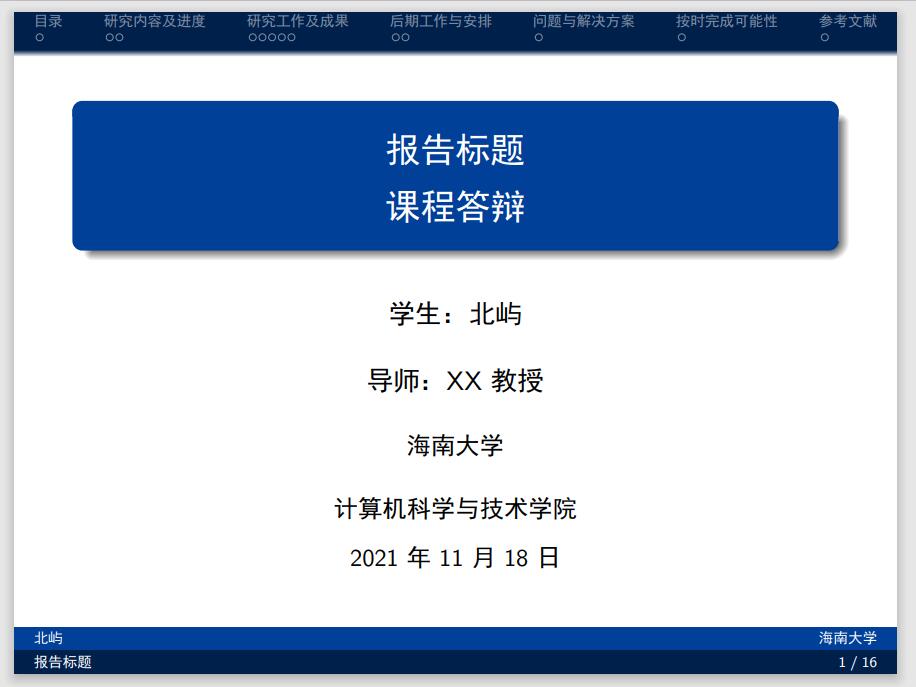 目录 研究内容及进度 研究工作及成果 后期工作与安排 问题与解决方案 按时完成可能性 参考文献
报告标题
课程答辩
学生：北屿
导师：XX 教授
海南大学
计算机科学与技术学院
2021 年 11 月 18 日
北屿 海南大学
报告标题 1 / 16